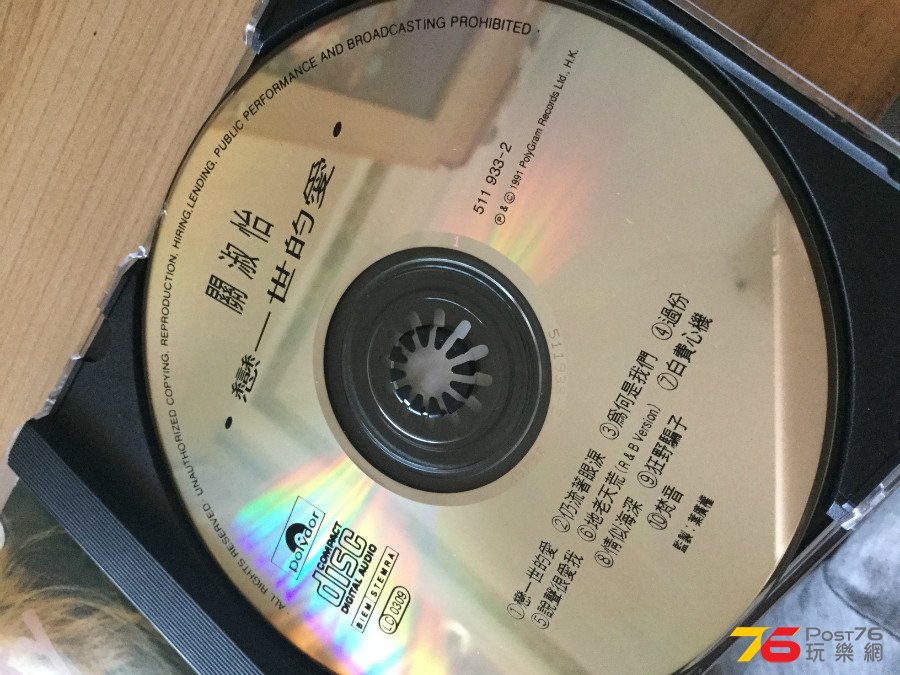 ALL RIGHTS RESERVED · UNAUTHORIZED COPYING, REPRODUCTION, HIRING, LENDING, PUBLIC PERFORMANCE AND BROADCASTING PROHIBITED ·
關淑怡
•戀一世的愛•
511 933-2
Ⓟ & © 1991 PolyGram Records Ltd., H.K.
polydor
COMPACT
disc
DIGITAL AUDIO
BIEM/STEMRA
LC 0309
①戀一世的愛 ②乃流著眼淚 ③為何是我們 ④過份
⑤說聲很愛我 ⑥地老天荒 (R & B Version) ⑦白費心機
⑧情似海深 ⑨狂野騙子
⑩梵音
監製：葉廣權
76 Post76
玩樂網